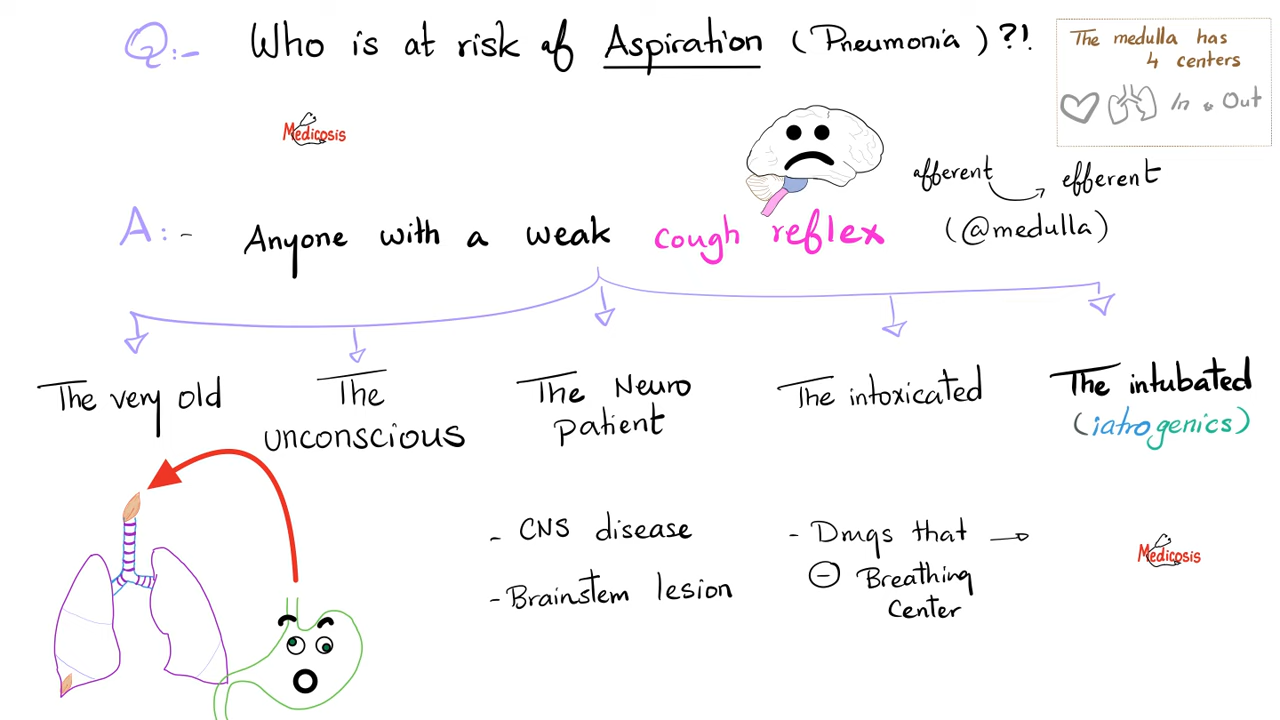 Q:- Who is at risk of Aspiration (Pneumonia)?!
The medulla has
4 centers
In & Out
Medicosis
afferent → efferent
(@medulla)
A:- Anyone with a weak cough reflex
The very old
The
unconscious
The Neuro
patient
The intoxicated
The intubated
(iatrogenics)
- CNS disease
- Brainstem lesion
- Drugs that →
⊖ Breathing
Center
Medicosis